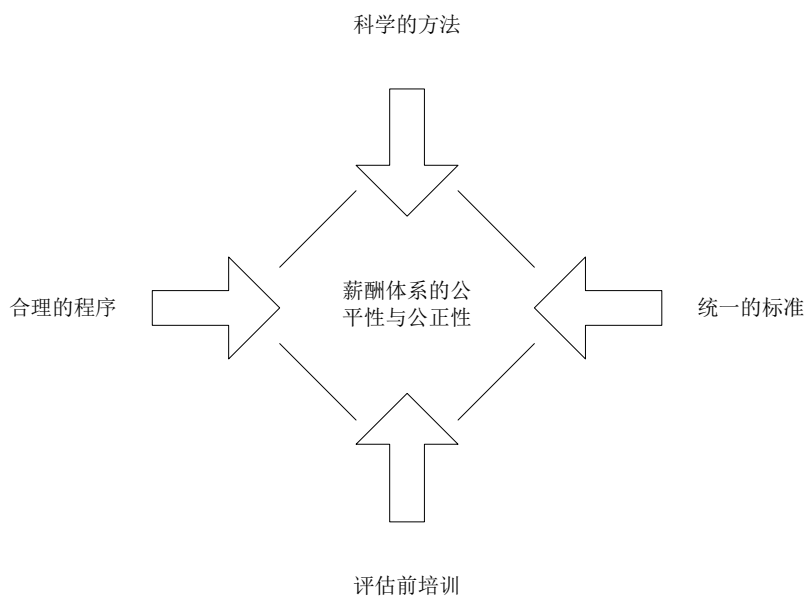 科学的方法
合理的程序
薪酬体系的公
平性与公正性
统一的标准
评估前培训